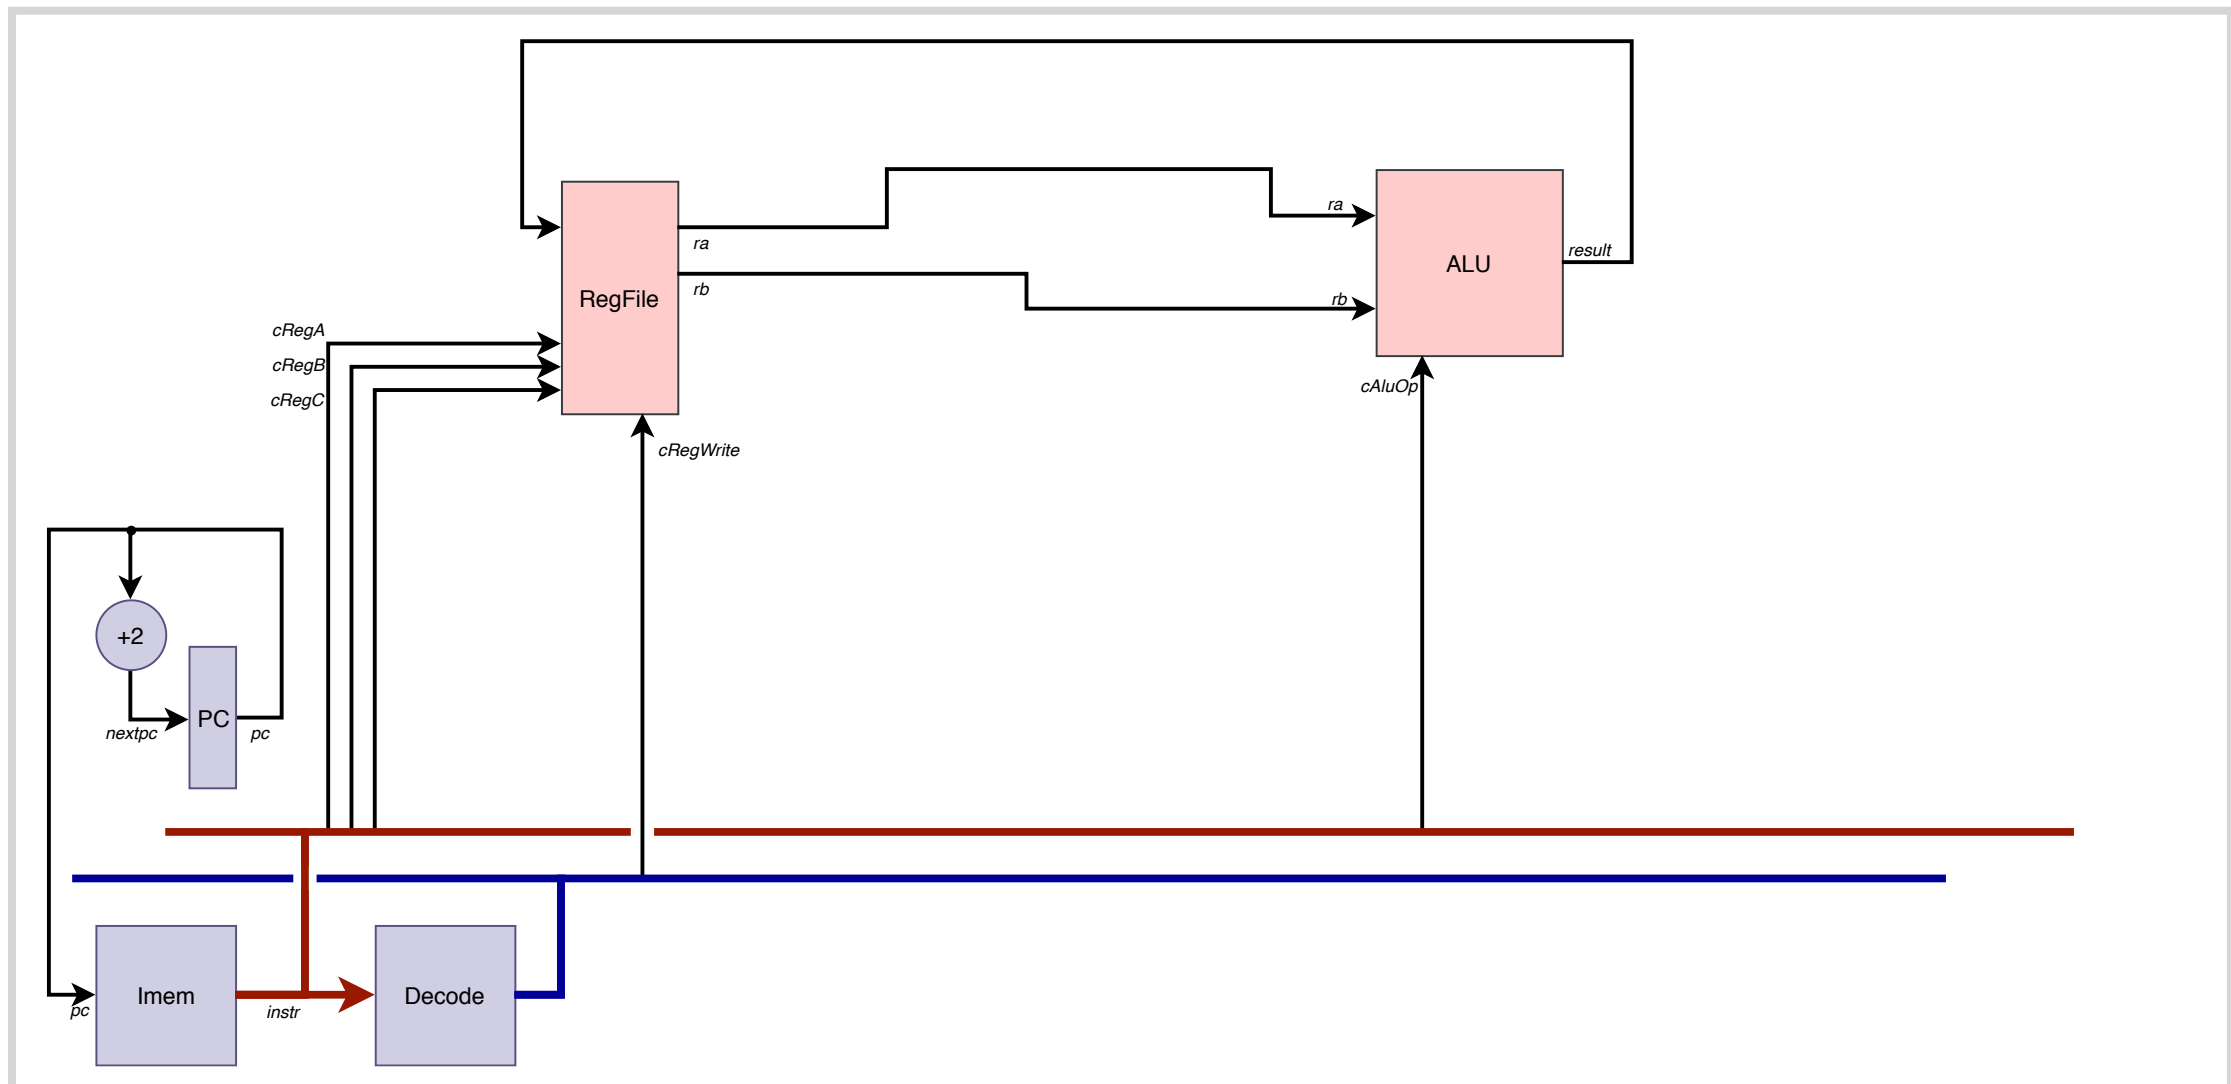 ra
result
ra
ALU
RegFile
rb
rb
cRegA
cRegB
cAluOp
cRegC
cRegWrite
+2
PC
nextpc
pc
Imem
Decode
pc
instr